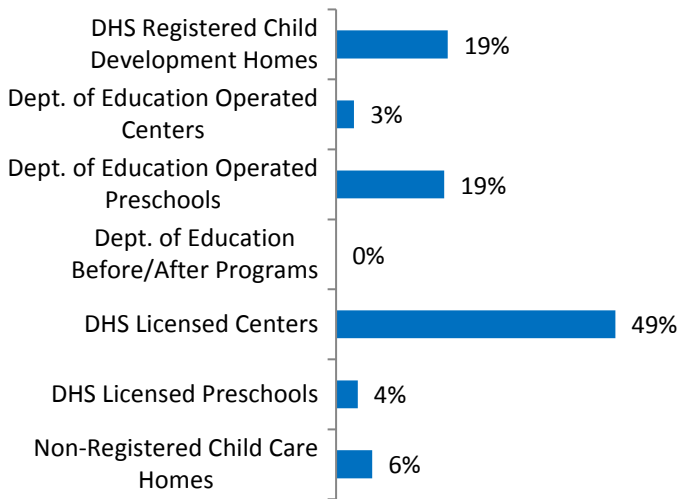 DHS Registered Child
Development Homes
19%
Dept. of Education Operated
Centers
3%
Dept. of Education Operated
Preschools
19%
Dept. of Education
Before/After Programs
0%
DHS Licensed Centers
49%
DHS Licensed Preschools
4%
Non-Registered Child Care
Homes
6%